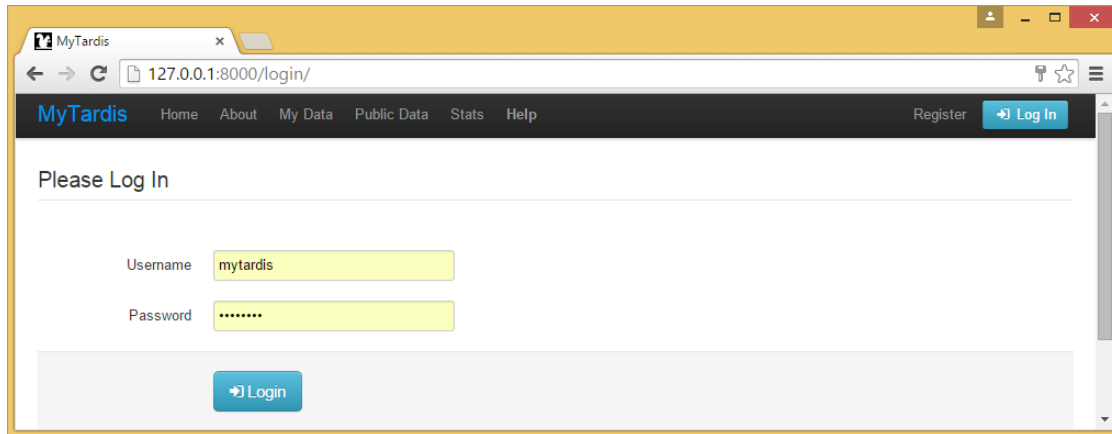 MyTardis
127.0.0.1:8000/login/
MyTardis Home About My Data Public Data Stats Help Register Log In
Please Log In
Username mytardis
Password ••••••••
Login